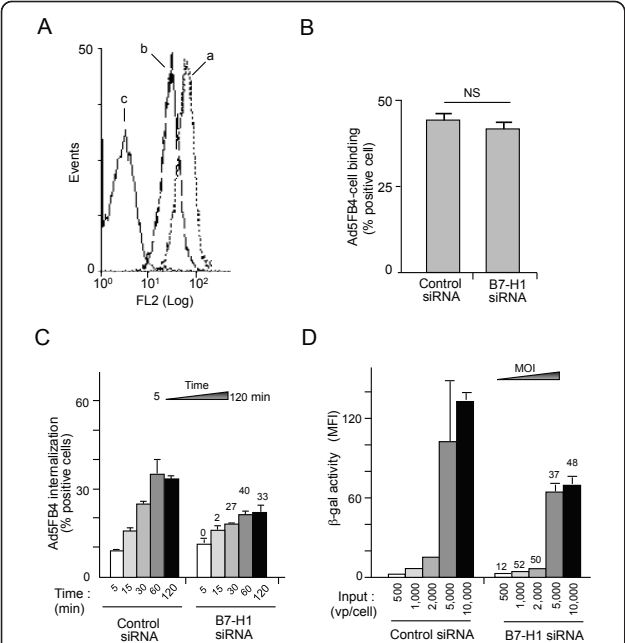 A
50
Events
0
c
b
a
10⁰
10¹
10²
FL2 (Log)
B
Ad5FB4-cell binding
(% positive cell)
50
25
0
NS
Control
siRNA
B7-H1
siRNA
C
Ad5FB4 internalization
(% positive cells)
60
30
0
Time
5
120 min
0
2
27
40
33
Time :
(min)
5
15
30
60
120
5
15
30
60
120
Control
siRNA
B7-H1
siRNA
D
β-gal activity (MFI)
120
60
0
MOI
12
52
50
37
48
Input :
(vp/cell)
500
1,000
2,000
5,000
10,000
500
1,000
2,000
5,000
10,000
Control siRNA
B7-H1 siRNA